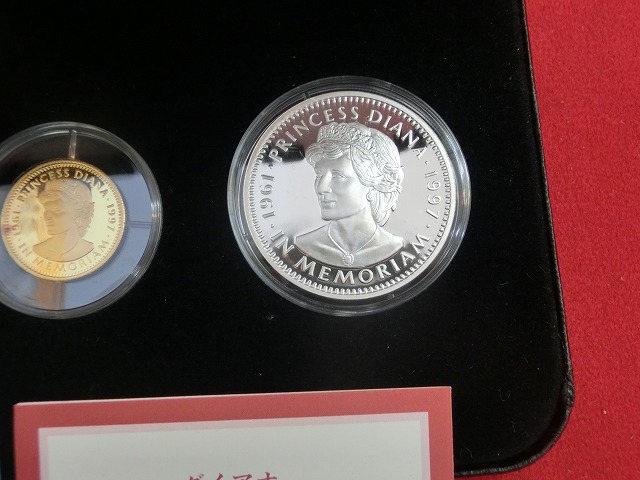 1961 · PRINCESS DIANA · 1997 ·
IN MEMORIAM
1961 · PRINCESS DIANA · 1997 ·
IN MEMORIAM
ダイアナ